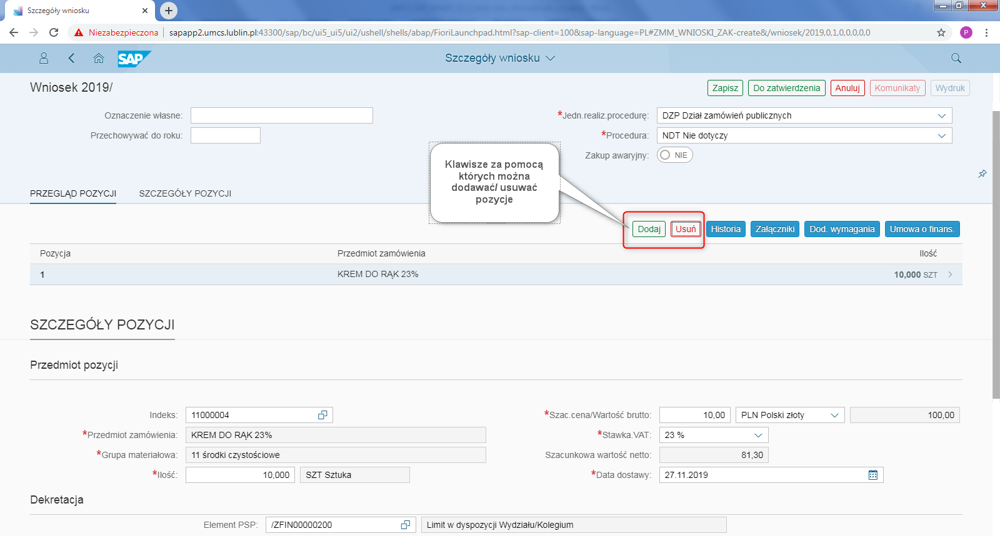 Szczegóły wniosku
Niezabezpieczona
sapapp2.umcs.lublin.pl:43300/sap/bc/ui5_ui5/ui2/ushell/shells/abap/FioriLaunchpad.html?sap-client=100&sap-language=PL#ZMM_WNIOSKI_ZAK-create&/wniosek/2019,0,1,0,0,0,0,0
P
SAP
Szczegóły wniosku
Wniosek 2019/
Zapisz
Do zatwierdzenia
Anuluj
Komunikaty
Wydruk
Oznaczenie własne:
*Jedn.realiz.procedurę: DZP Dział zamówień publicznych
Przechowywać do roku:
*Procedura: NDT Nie dotyczy
Zakup awaryjny: NIE
Klawisze za pomocą
których można
dodawać/ usuwać
pozycje
PRZEGLĄD POZYCJI
SZCZEGÓŁY POZYCJI
Dodaj
Usuń
Historia
Załączniki
Dod. wymagania
Umowa o finans.
Pozycja Przedmiot zamówienia Ilość
1 KREM DO RĄK 23% 10,000 SZT
SZCZEGÓŁY POZYCJI
Przedmiot pozycji
Indeks: 11000004
*Szac.cena/Wartość brutto: 10,00 PLN Polski złoty 100,00
*Przedmiot zamówienia: KREM DO RĄK 23%
*Stawka.VAT: 23 %
*Grupa materiałowa: 11 środki czystościowe
Szacunkowa wartość netto: 81,30
*Ilość: 10,000 SZT Sztuka
*Data dostawy: 27.11.2019
Dekretacja
Element PSP: /ZFIN00000200 Limit w dyspozycji Wydziału/Kolegium